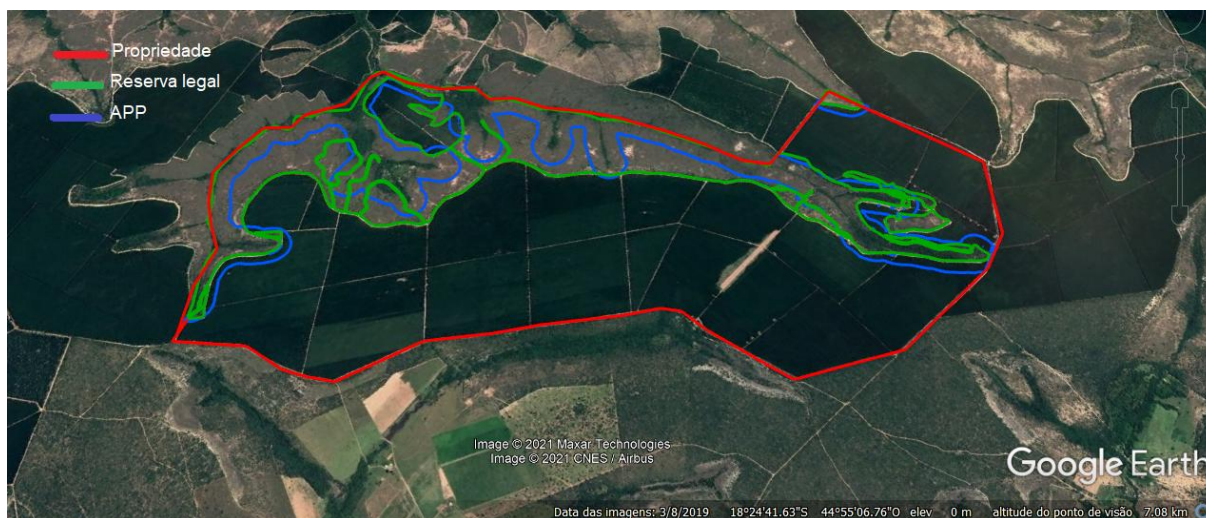 Propriedade
Reserva legal
APP
Image © 2021 Maxar Technologies
Image © 2021 CNES / Airbus
Google Earth
Data das imagens: 3/8/2019 18°24'41.63"S 44°55'06.76"O elev 0 m altitude do ponto de visão 7.08 km